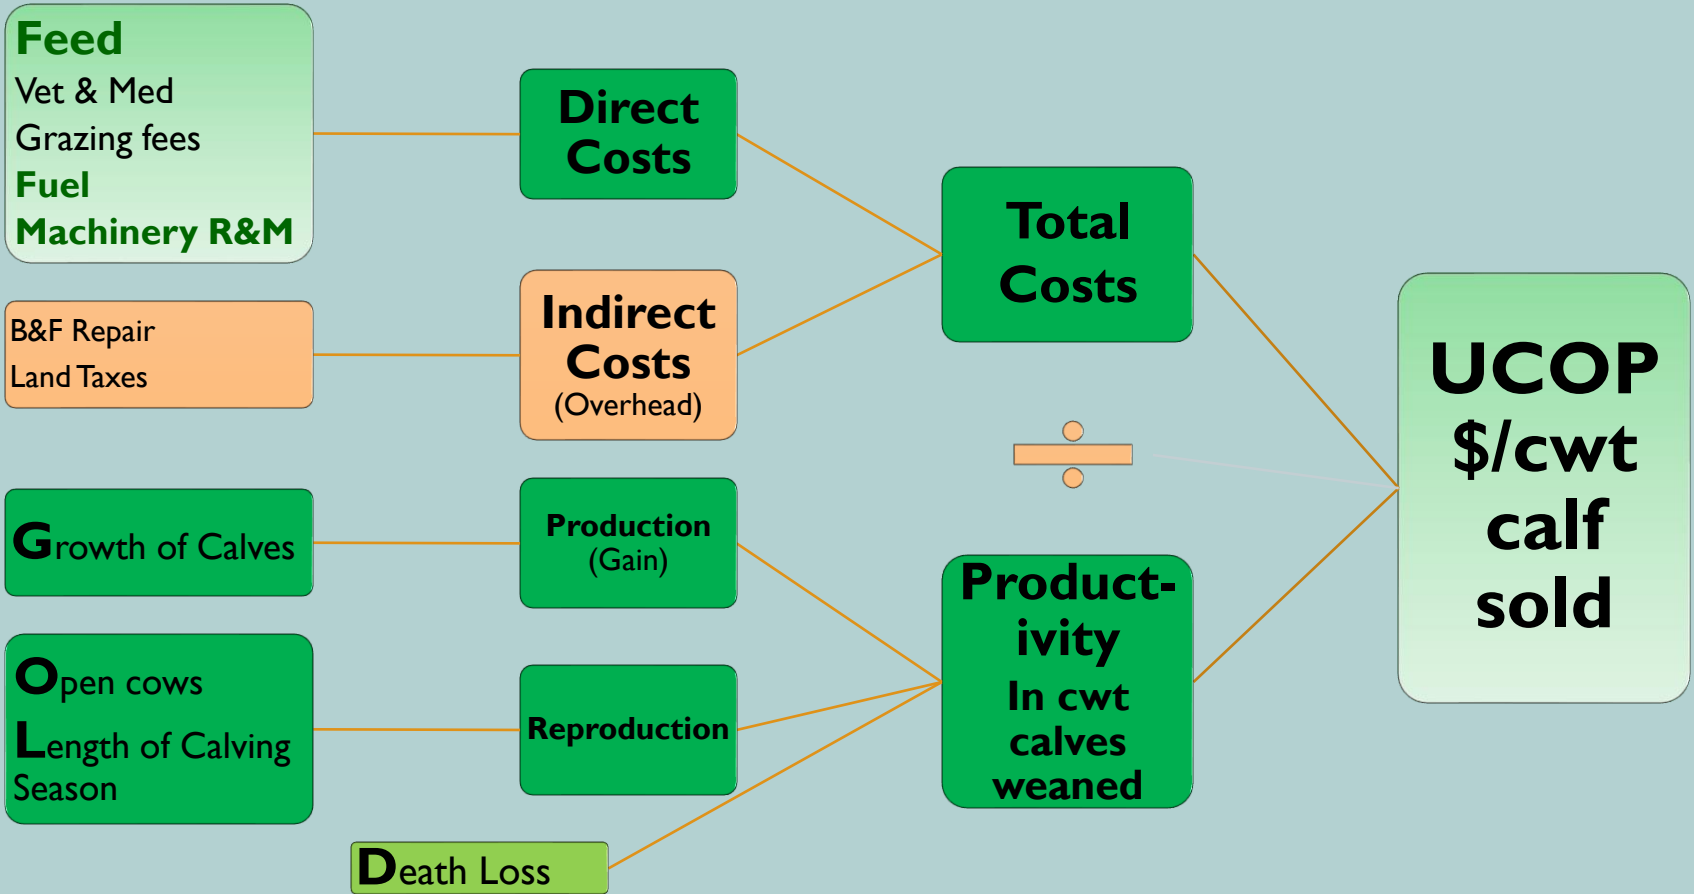 Feed
Vet & Med
Grazing fees
Fuel
Machinery R&M
Direct
Costs
Total
Costs
B&F Repair
Land Taxes
Indirect
Costs
(Overhead)
UCOP
$/cwt
calf
sold
÷
Growth of Calves
Production
(Gain)
Product-
ivity
In cwt
calves
weaned
Open cows
Length of Calving
Season
Reproduction
Death Loss